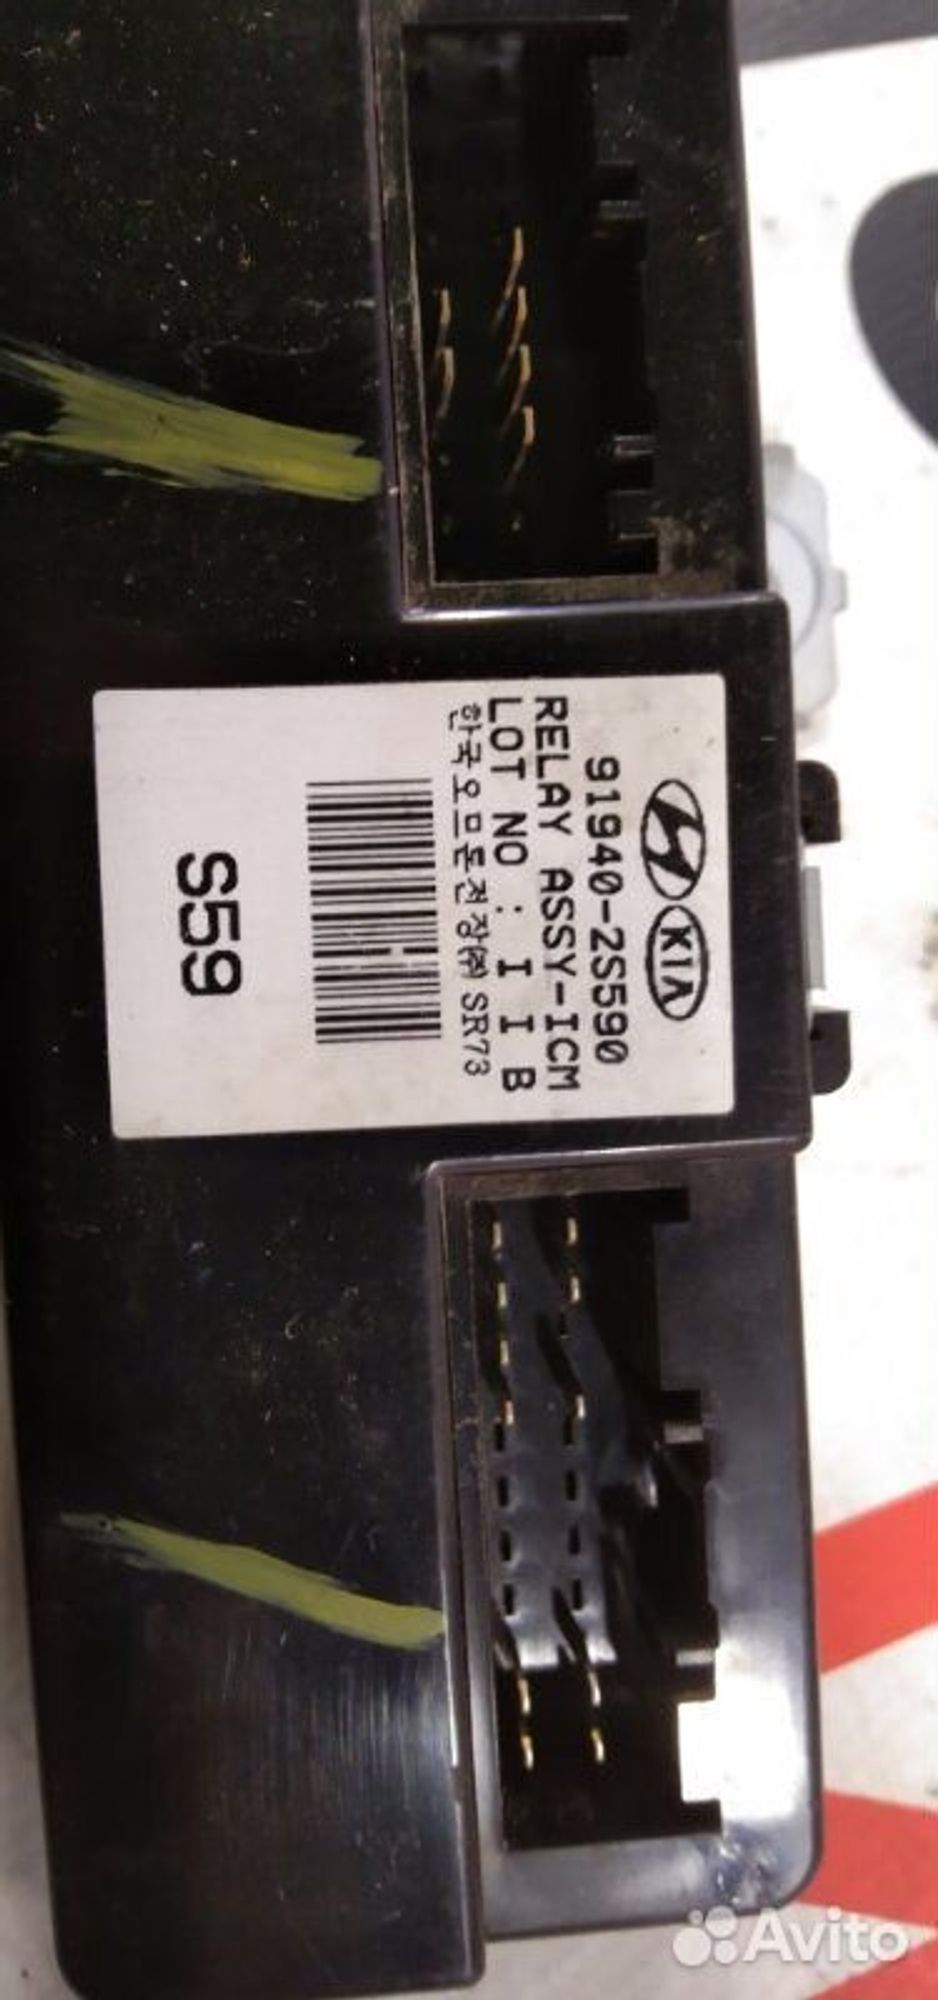 KIA
91940-2S590
RELAY ASSY-ICM
LOT NO : I I B
한국오므론전장(주) SR73
S59
Avito